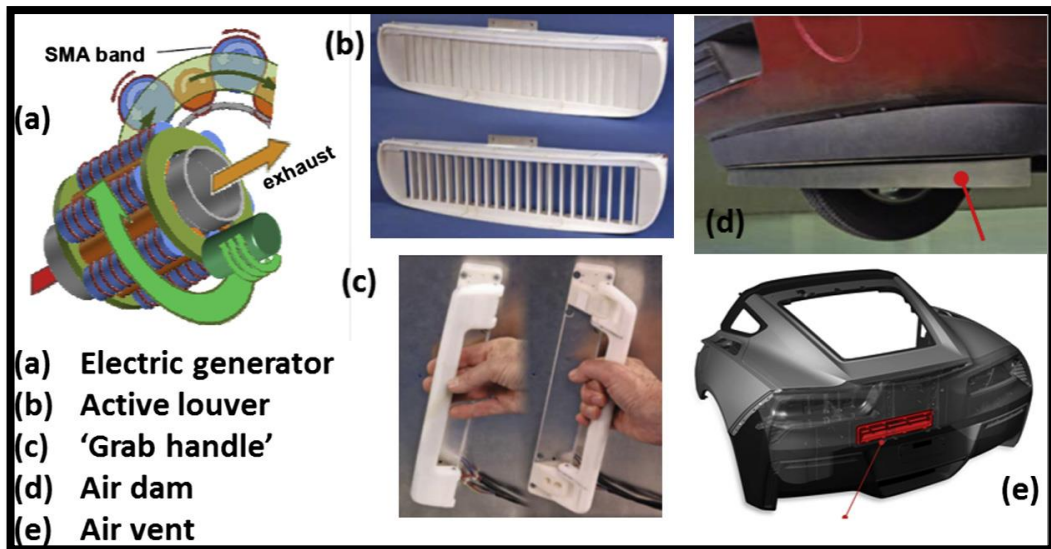 SMA band
(a)
exhaust
(b)
(c)
(d)
(e)
(a) Electric generator
(b) Active louver
(c) ‘Grab handle’
(d) Air dam
(e) Air vent